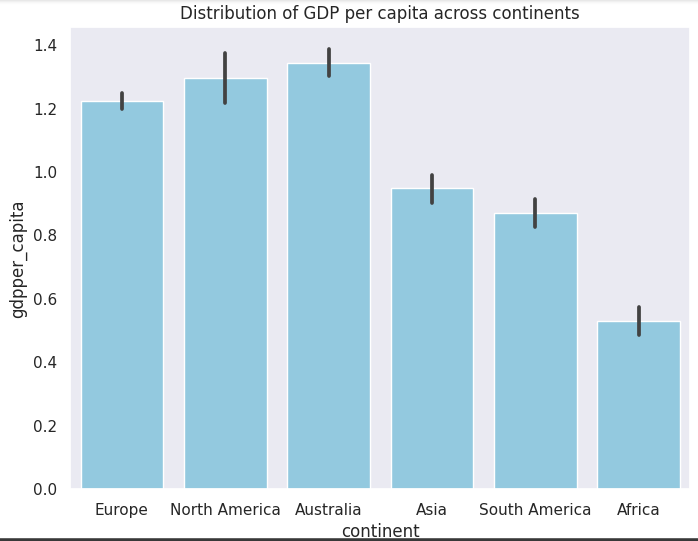 Distribution of GDP per capita across continents
gdpper_capita
1.4
1.2
1.0
0.8
0.6
0.4
0.2
0.0
Europe North America Australia Asia South America Africa
continent